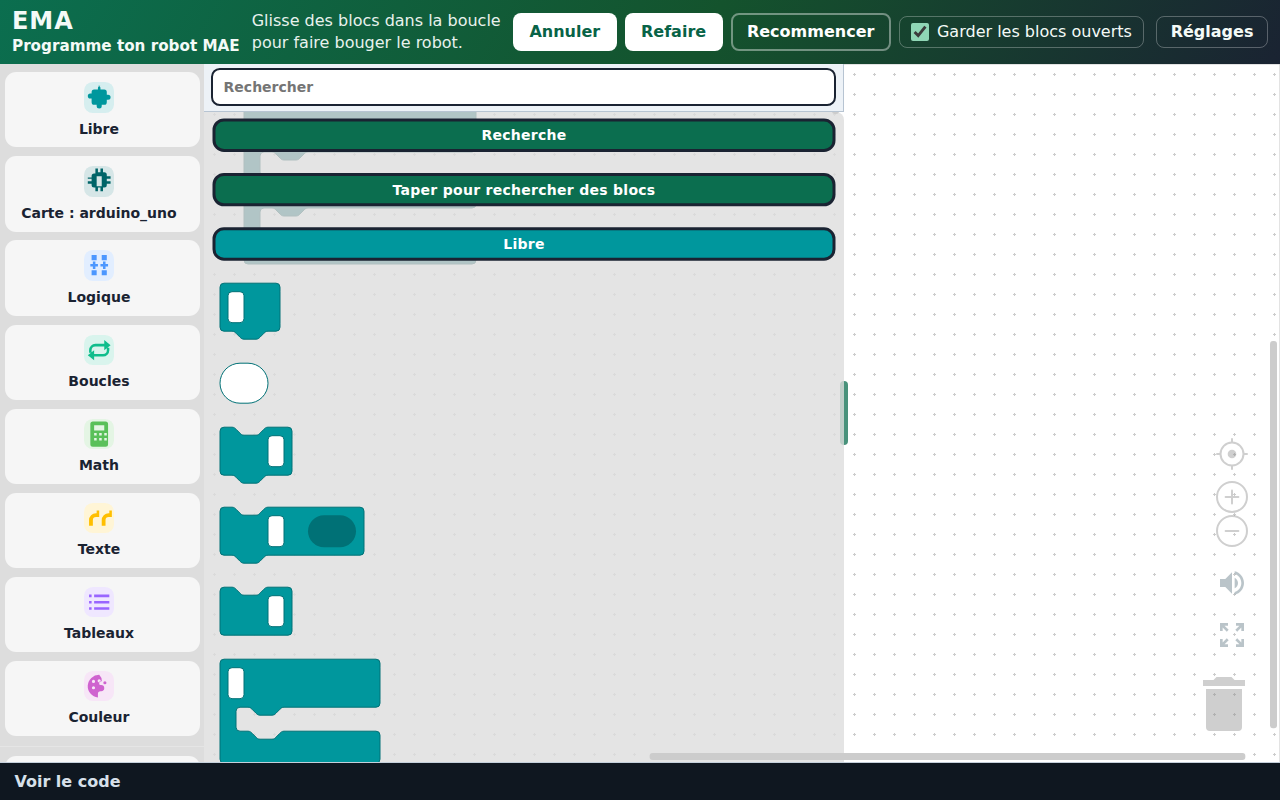 EMA
Programme ton robot MAE
Glisse des blocs dans la boucle
pour faire bouger le robot.
Annuler
Refaire
Recommencer
Garder les blocs ouverts
Réglages
Rechercher
Libre
Carte : arduino_uno
Logique
Boucles
Math
Texte
Tableaux
Couleur
Recherche
Taper pour rechercher des blocs
Libre
Voir le code